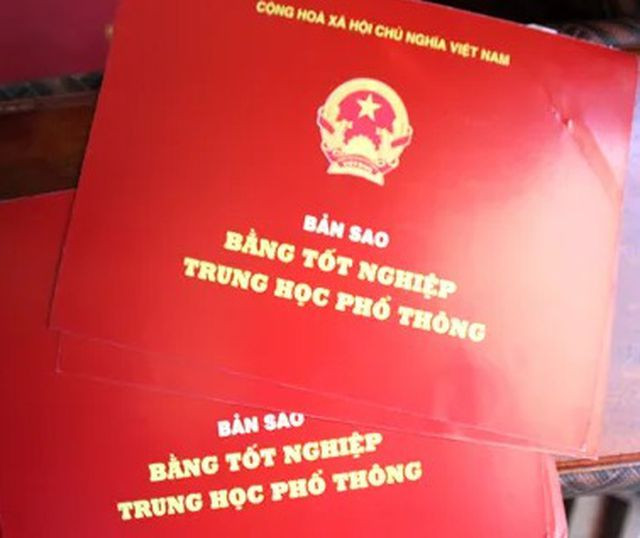 CỘNG HOÀ XÃ HỘI CHỦ NGHĨA VIỆT NAM
BẢN SAO
BẰNG TỐT NGHIỆP
TRUNG HỌC PHỔ THÔNG
BẢN SAO
BẰNG TỐT NGHIỆP
TRUNG HỌC PHỔ THÔNG